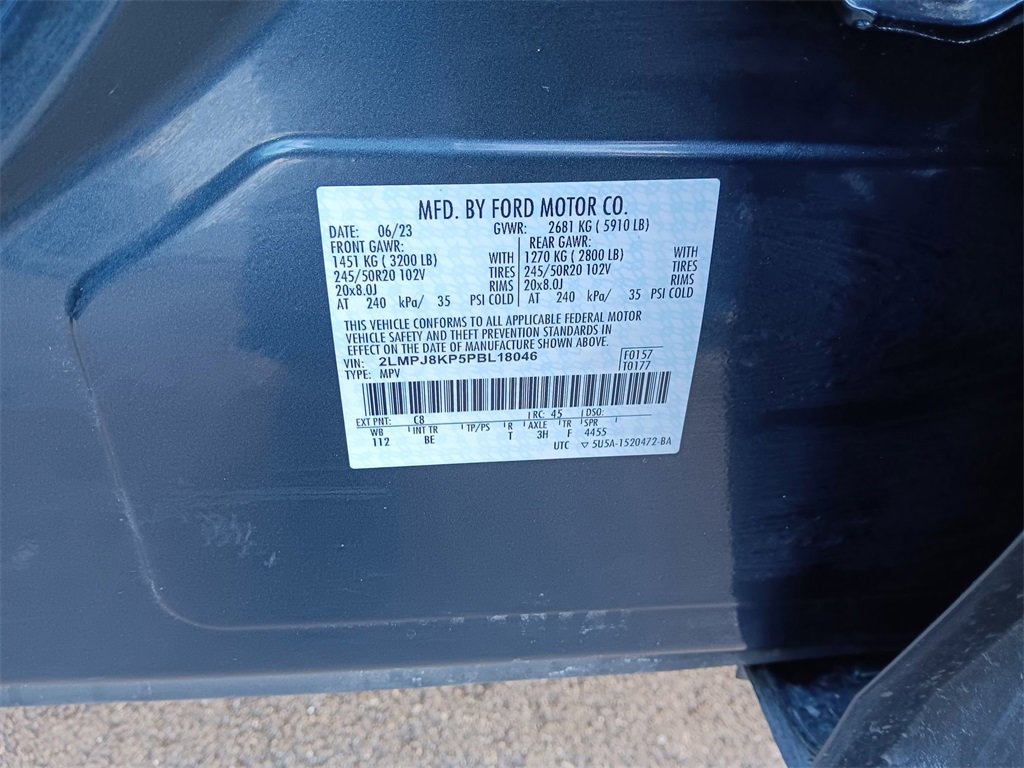 MFD. BY FORD MOTOR CO.
DATE: 06/23 GVWR: 2681 KG ( 5910 LB)
FRONT GAWR: REAR GAWR:
1451 KG ( 3200 LB) WITH 1270 KG ( 2800 LB) WITH
245/50R20 102V TIRES 245/50R20 102V TIRES
20x8.0J RIMS 20x8.0J RIMS
AT 240 kPa/ 35 PSI COLD AT 240 kPa/ 35 PSI COLD
THIS VEHICLE CONFORMS TO ALL APPLICABLE FEDERAL MOTOR
VEHICLE SAFETY AND THEFT PREVENTION STANDARDS IN
EFFECT ON THE DATE OF MANUFACTURE SHOWN ABOVE.
VIN: 2LMPJ8KP5PBL18046 F0157
TYPE: MPV T0177
EXT PNT: C8 RC: 45 DSO:
WB INT TR TP/PS R AXLE TR SPR
112 BE T 3H F 4455
UTC ▽ 5U5A-1520472-BA